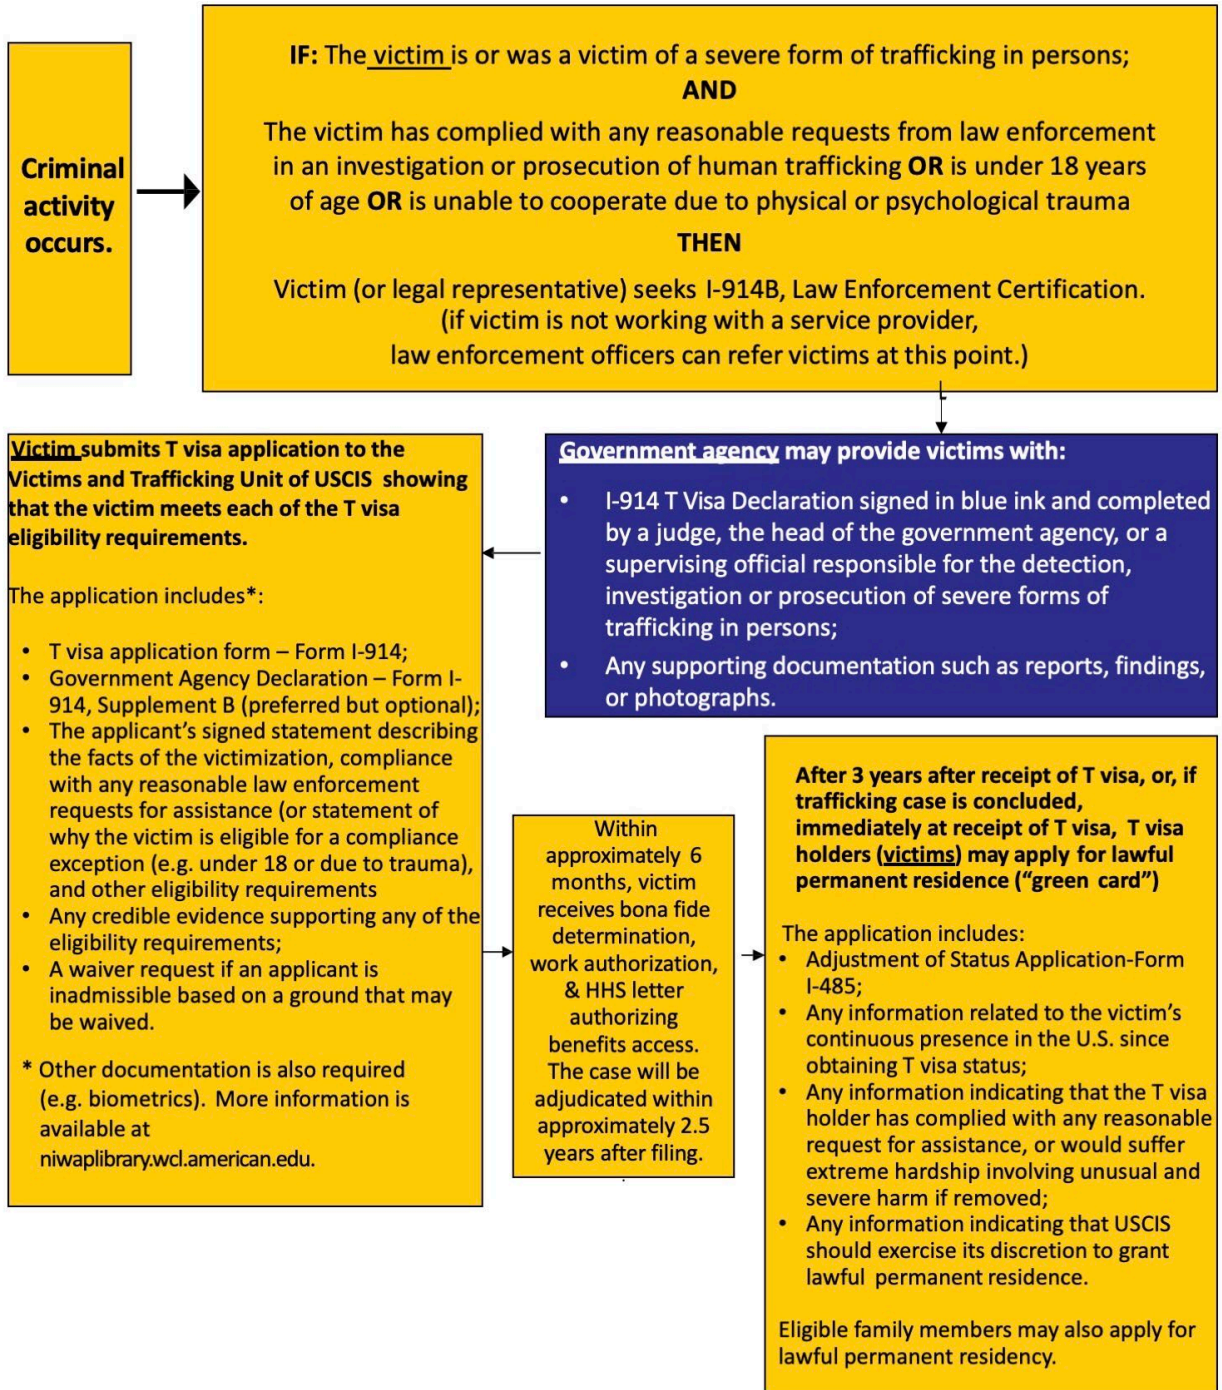 Criminal
activity
occurs.
IF: The victim is or was a victim of a severe form of trafficking in persons;
AND
The victim has complied with any reasonable requests from law enforcement
in an investigation or prosecution of human trafficking OR is under 18 years
of age OR is unable to cooperate due to physical or psychological trauma
THEN
Victim (or legal representative) seeks I-914B, Law Enforcement Certification.
(if victim is not working with a service provider,
law enforcement officers can refer victims at this point.)
Government agency may provide victims with:
• I-914 T Visa Declaration signed in blue ink and completed
by a judge, the head of the government agency, or a
supervising official responsible for the detection,
investigation or prosecution of severe forms of
trafficking in persons;
• Any supporting documentation such as reports, findings,
or photographs.
Victim submits T visa application to the
Victims and Trafficking Unit of USCIS showing
that the victim meets each of the T visa
eligibility requirements.
The application includes*:
• T visa application form – Form I-914;
• Government Agency Declaration – Form I-
914, Supplement B (preferred but optional);
• The applicant's signed statement describing
the facts of the victimization, compliance
with any reasonable law enforcement
requests for assistance (or statement of
why the victim is eligible for a compliance
exception (e.g. under 18 or due to trauma),
and other eligibility requirements
• Any credible evidence supporting any of the
eligibility requirements;
• A waiver request if an applicant is
inadmissible based on a ground that may
be waived.
* Other documentation is also required
(e.g. biometrics). More information is
available at
niwaplibrary.wcl.american.edu.
Within
approximately 6
months, victim
receives bona fide
determination,
work authorization,
& HHS letter
authorizing
benefits access.
The case will be
adjudicated within
approximately 2.5
years after filing.
After 3 years after receipt of T visa, or, if
trafficking case is concluded,
immediately at receipt of T visa, T visa
holders (victims) may apply for lawful
permanent residence (“green card”)
The application includes:
• Adjustment of Status Application-Form
I-485;
• Any information related to the victim's
continuous presence in the U.S. since
obtaining T visa status;
• Any information indicating that the T visa
holder has complied with any reasonable
request for assistance, or would suffer
extreme hardship involving unusual and
severe harm if removed;
• Any information indicating that USCIS
should exercise its discretion to grant
lawful permanent residence.
Eligible family members may also apply for
lawful permanent residency.